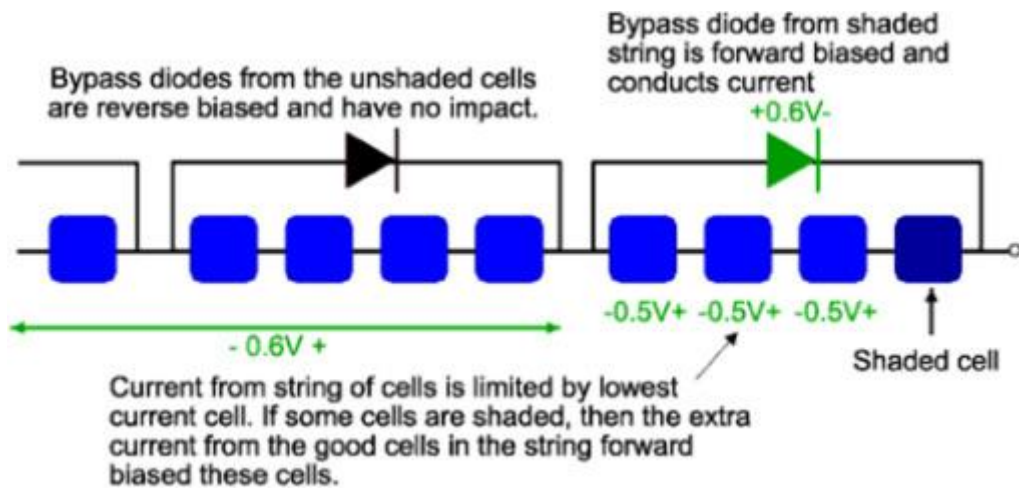 Bypass diodes from the unshaded cells
are reverse biased and have no impact.
Bypass diode from shaded
string is forward biased and
conducts current
+0.6V-
-0.5V+ -0.5V+ -0.5V+
- 0.6V +
Shaded cell
Current from string of cells is limited by lowest
current cell. If some cells are shaded, then the extra
current from the good cells in the string forward
biased these cells.